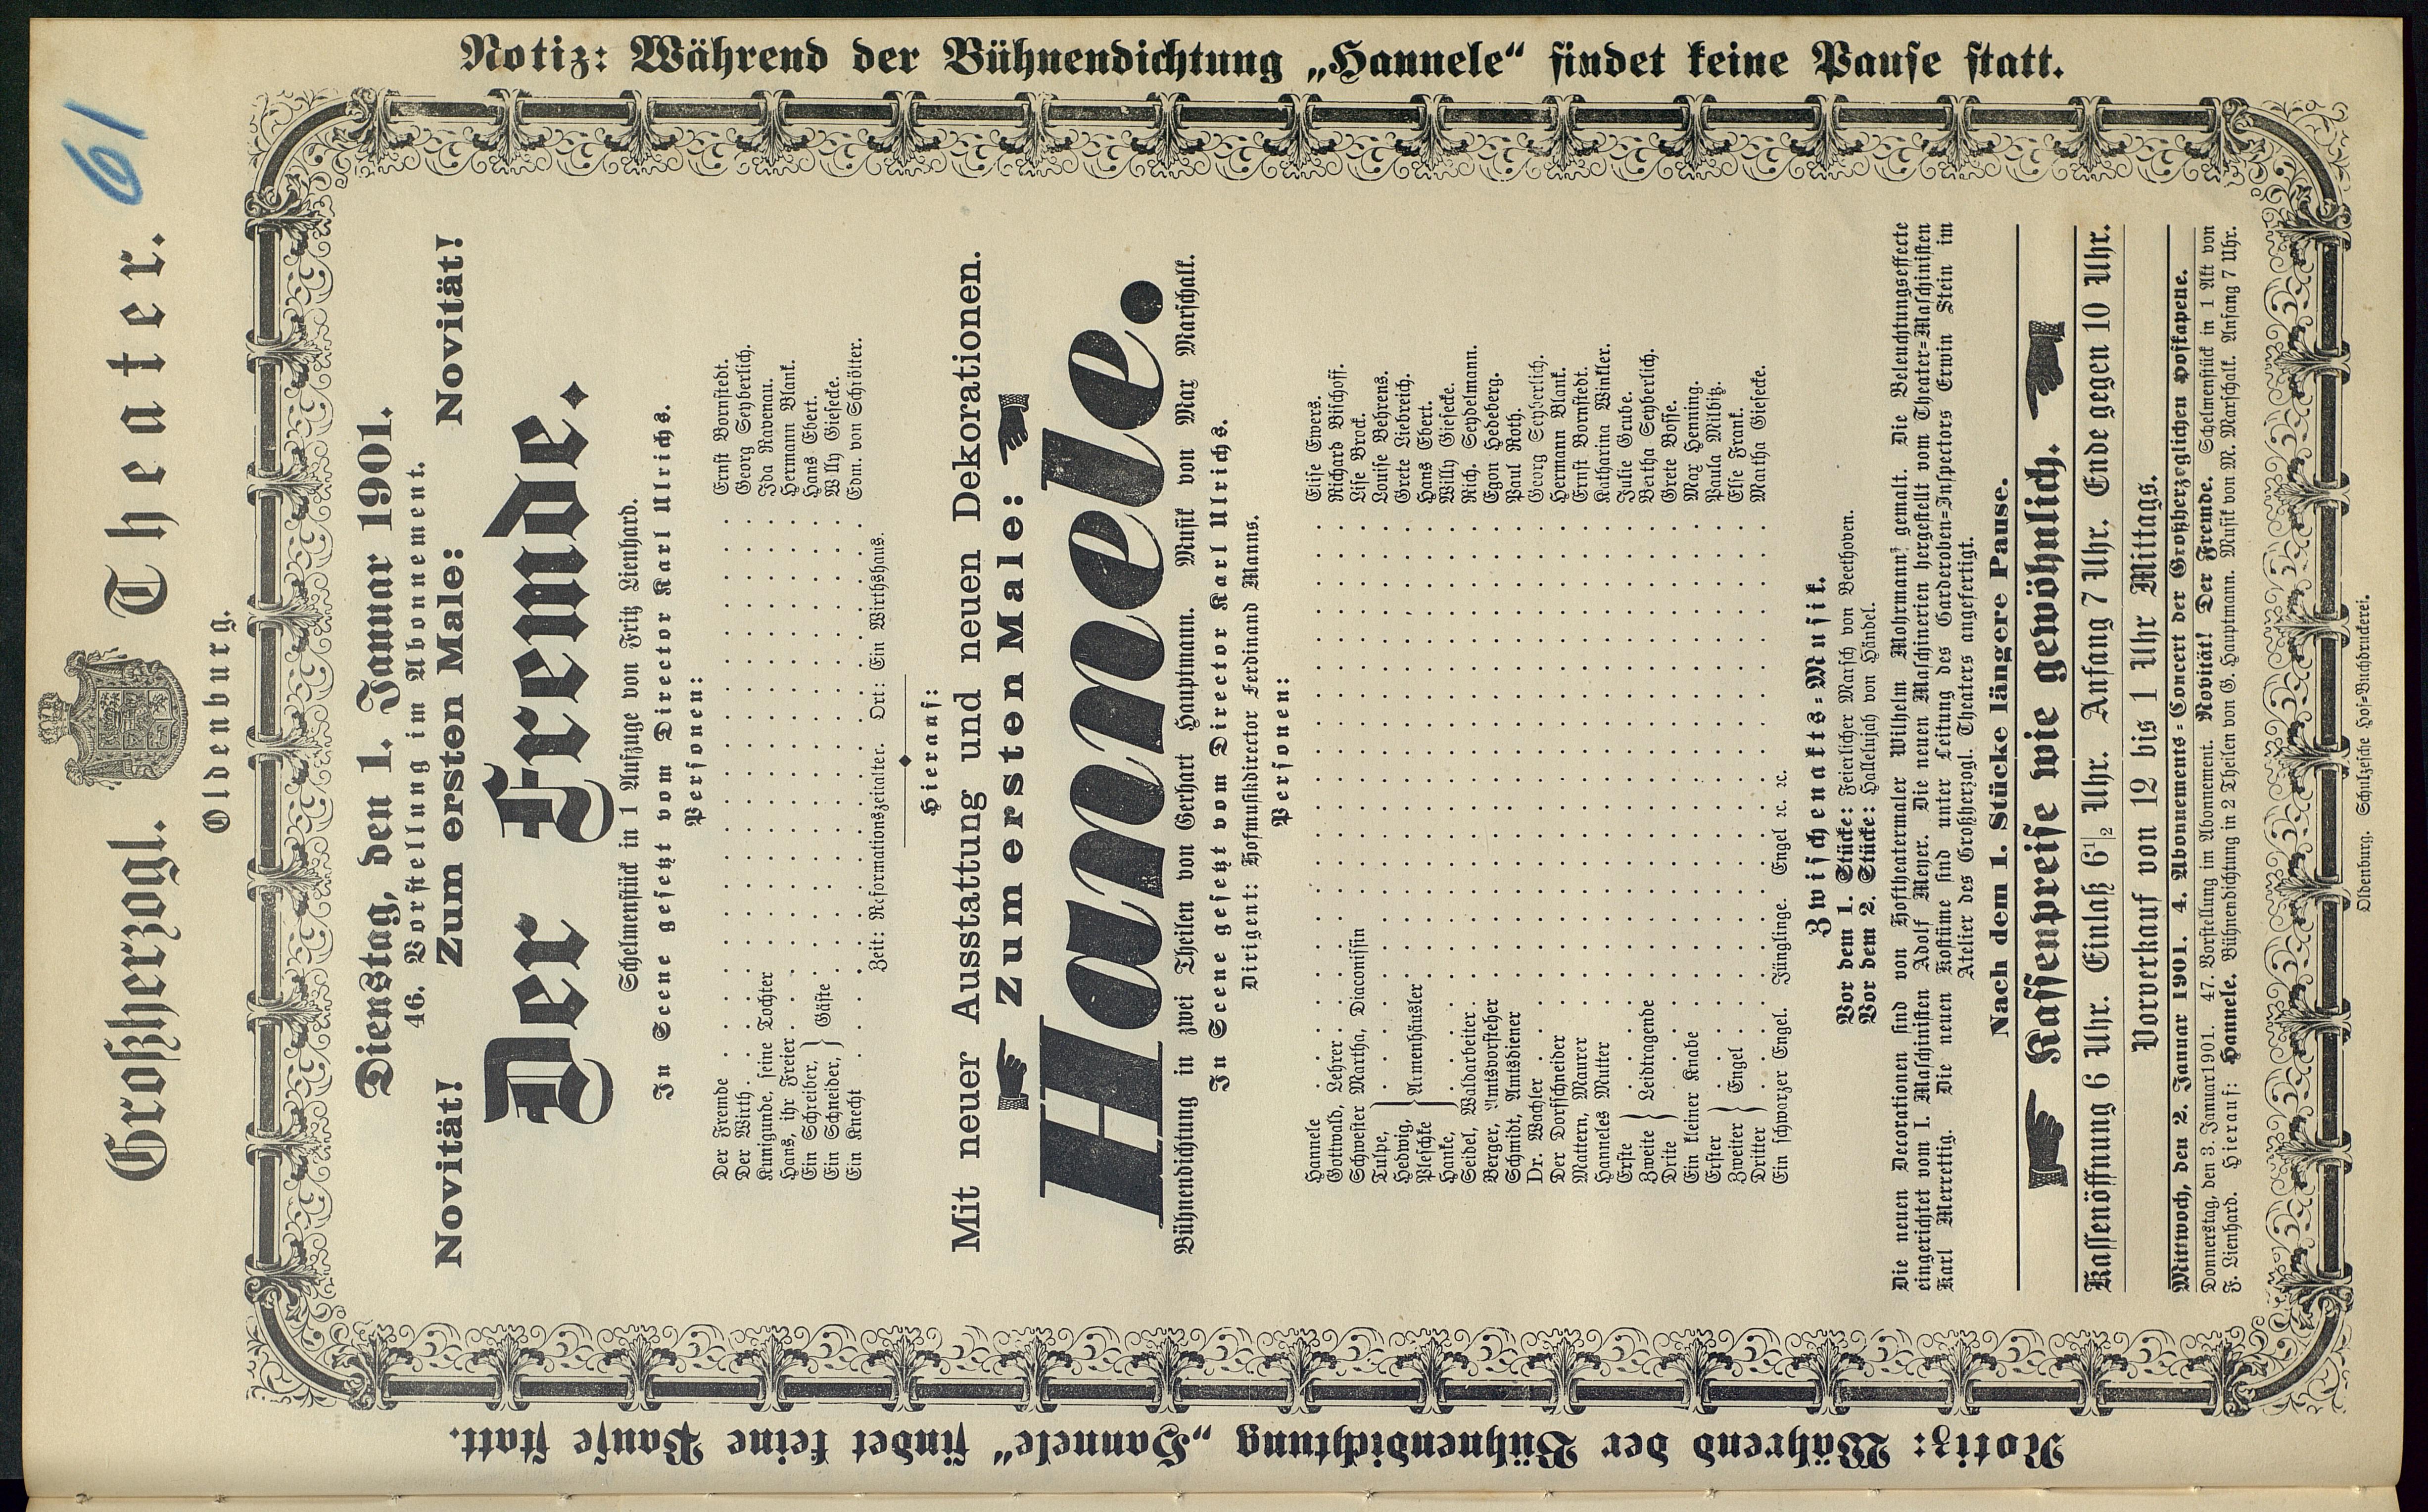 Notiz: Während der Bühnendichtung „Hannele“ findet keine Pause statt.
61
Großherzogl. Theater.
Oldenburg.
Dienstag, den 1. Januar 1901.
46. Vorstellung im Abonnement.
Novität! Zum ersten Male: Novität!
Der Fremde.
Schelmenstück in 1 Aufzuge von Fritz Lienhard.
In Scene gesetzt vom Director Karl Ulrichs.
Personen:
Der Fremde . . . Ernst Bornstedt.
Der Wirth . . . Georg Seyberlich.
Kunigunde, seine Tochter . . . Ida Ravenau.
Hans, ihr Freier . . . Hermann Blank.
Ein Schreiber, } Gäste . . . Hans Ebert.
Ein Schneider, } . . . Willy Giesecke.
Ein Knecht . . . Edm. von Schrötter.
Zeit: Reformationszeitalter. Ort: Ein Wirthshaus.
Hierauf:
Mit neuer Ausstattung und neuen Dekorationen.
Zum ersten Male:
Hannele.
Bühnendichtung in zwei Theilen von Gerhart Hauptmann. Musik von Max Marschalk.
In Scene gesetzt vom Director Karl Ulrichs.
Dirigent: Hofmusikdirector Ferdinand Manns.
Personen:
Hannele . . . Elise Ewers.
Gottwald, Lehrer . . . Richard Bischoff.
Schwester Martha, Diaconissin . . . Lise Brock.
Tulpe, } . . . Louise Behrens.
Hedwig, } Armenhäusler . . . Grete Liebreich.
Pleschke } . . . Hans Ebert.
Hanke, } . . . Willy Giesecke.
Seidel, Waldarbeiter . . . Rich. Seydelmann.
Berger, Amtsvorsteher . . . Egon Hedeberg.
Schmidt, Amtsdiener . . . Paul Roth.
Dr. Wachler . . . Georg Seyberlich.
Der Dorfschneider . . . Hermann Blank.
Mattern, Maurer . . . Ernst Bornstedt.
Hanneles Mutter . . . Katharina Winkler.
Erste } . . . Julie Grube.
Zweite } Leidtragende . . . Bertha Seyberlich.
Drite } . . . Grete Bosse.
Ein kleiner Knabe . . . Max Henning.
Erster } . . . Paula Milbitz.
Zweiter } Engel . . . Else Frank.
Dritter } . . . Martha Giesecke.
Ein schwarzer Engel. Jünglinge. Engel ꝛc. ꝛc.
Zwischenakts-Musik.
Vor dem 1. Stücke: Feierlicher Marsch von Beethoven.
Vor dem 2. Stücke: Hallelujah von Händel.
Die neuen Decorationen sind von Hoftheatermaler Wilhelm Mohrmann gemalt. Die Beleuchtungseffecte
eingerichtet vom I. Maschinisten Adolf Meyer. Die neuen Maschinerien hergestellt vom Theater-Maschinisten
Karl Merrettig. Die neuen Kostüme sind unter Leitung des Garderoben-Inspectors Erwin Stein im
Atelier des Großherzogl. Theaters angefertigt.
Nach dem 1. Stücke längere Pause.
Kassenpreise wie gewöhnlich.
Kassenöffnung 6 Uhr. Einlaß 6½ Uhr. Anfang 7 Uhr. Ende gegen 10 Uhr.
Vorverkauf von 12 bis 1 Uhr Mittags.
Mittwoch, den 2. Januar 1901. 4. Abonnemens-Concert der Großherzoglichen Hofkapelle.
Donnerstag, den 3. Januar 1901. 47. Vorstellung im Abonnement. Novität! Der Fremde. Schelmenstück in 1 Akt von
F. Lienhard. Hierauf: Hannele. Bühnendichtung in 2 Theilen von G. Hauptmann. Musik von M. Marschalk. Anfang 7 Uhr.
Oldenburg. Schulzesche Hof-Buchdruckerei.
Notiz: Während der Bühnendichtung „Hannele“ findet keine Pause statt.